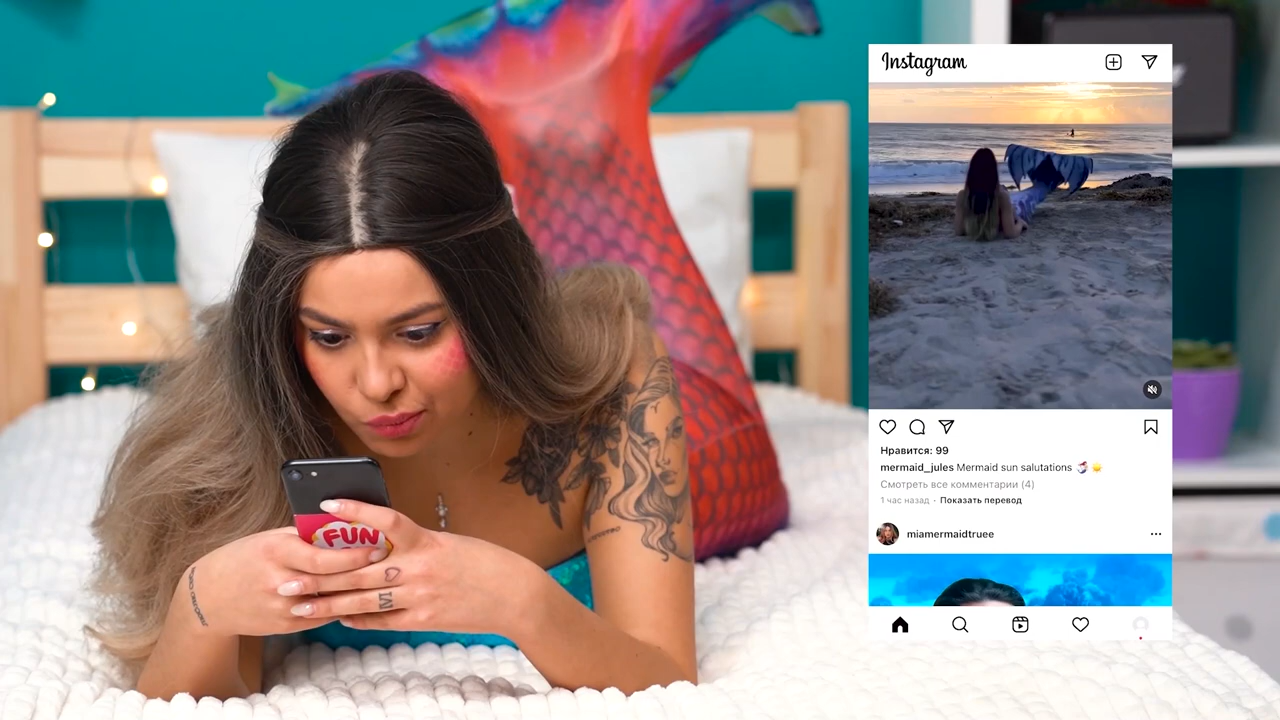 Instagram
Нравится: 99
mermaid_jules Mermaid sun salutations 🧜‍♀️ 🌞
Смотреть все комментарии (4)
1 час назад · Показать перевод
miamermaidtruee
FUN